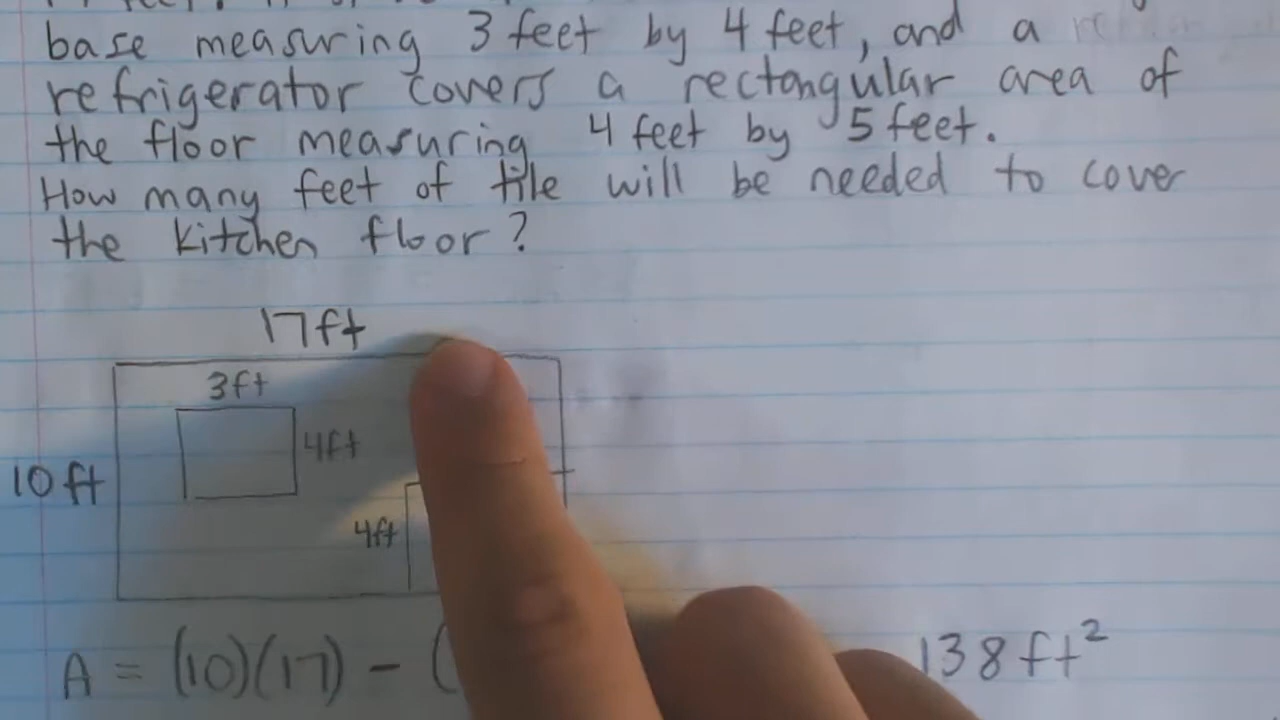 base measuring 3 feet by 4 feet, and a
refrigerator covers a rectangular area of
the floor measuring 4 feet by 5 feet.
How many feet of tile will be needed to cover
the kitchen floor?
17ft
3ft
4ft
10ft
4ft
A = (10)(17) - (
138 ft²